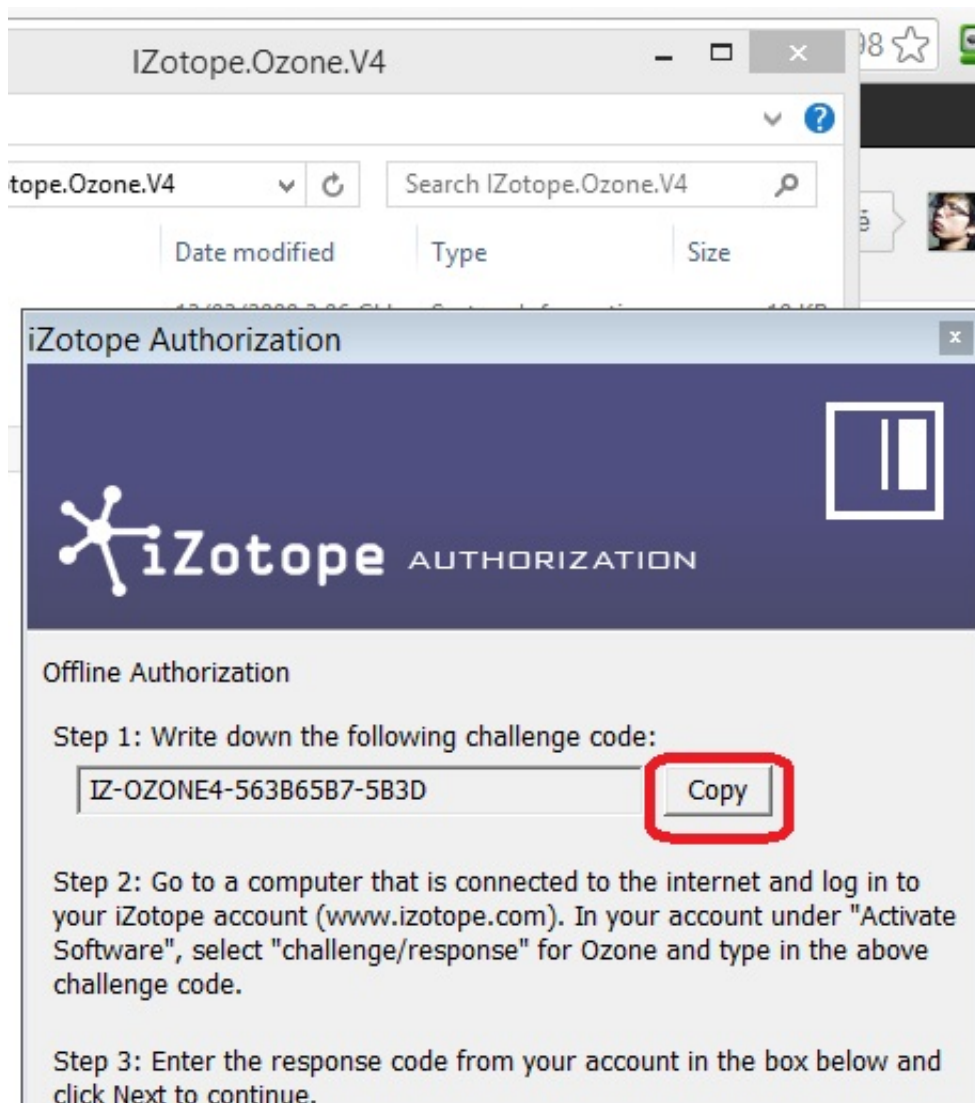 IZotope.Ozone.V4
98
tope.Ozone.V4
Search IZotope.Ozone.V4
Date modified
Type
Size
iZotope Authorization
iZotope AUTHORIZATION
Offline Authorization
Step 1: Write down the following challenge code:
IZ-OZONE4-563B65B7-5B3D
Copy
Step 2: Go to a computer that is connected to the internet and log in to
your iZotope account (www.izotope.com). In your account under "Activate
Software", select "challenge/response" for Ozone and type in the above
challenge code.
Step 3: Enter the response code from your account in the box below and
click Next to continue.